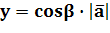 y = cosβ · |a̅|